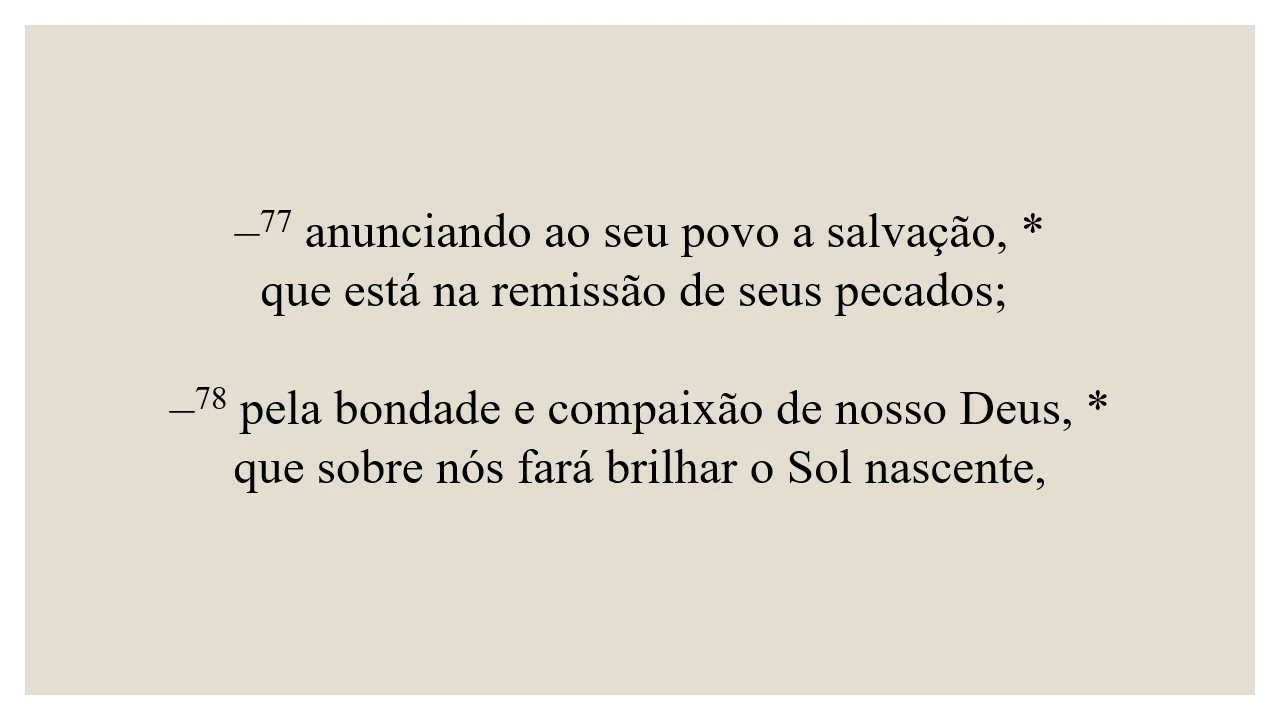 –77 anunciando ao seu povo a salvação, *
que está na remissão de seus pecados;
–78 pela bondade e compaixão de nosso Deus, *
que sobre nós fará brilhar o Sol nascente,